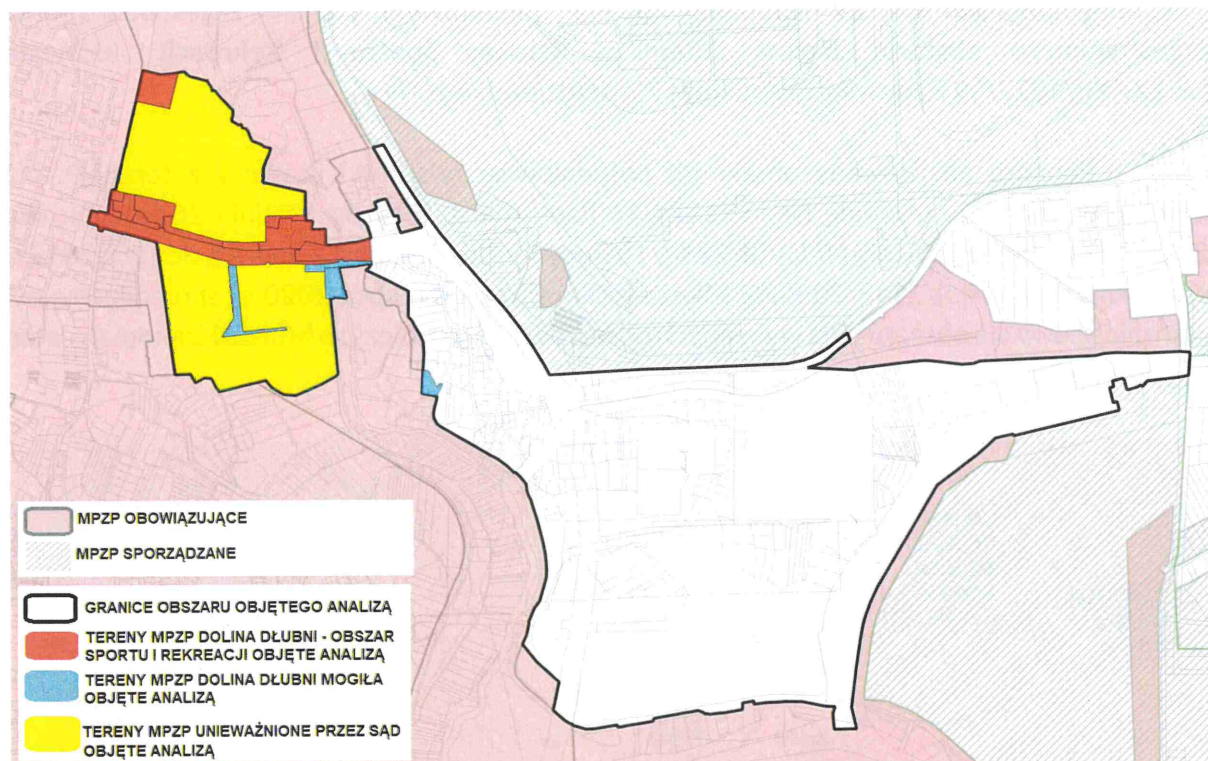 MPZP OBOWIĄZUJĄCE
MPZP SPORZĄDZANE
GRANICE OBSZARU OBJĘTEGO ANALIZĄ
TERENY MPZP DOLINA DŁUBNI - OBSZAR
SPORTU I REKREACJI OBJĘTE ANALIZĄ
TERENY MPZP DOLINA DŁUBNI MOGIŁA
OBJĘTE ANALIZĄ
TERENY MPZP UNIEWAŻNIONE PRZEZ SĄD
OBJĘTE ANALIZĄ